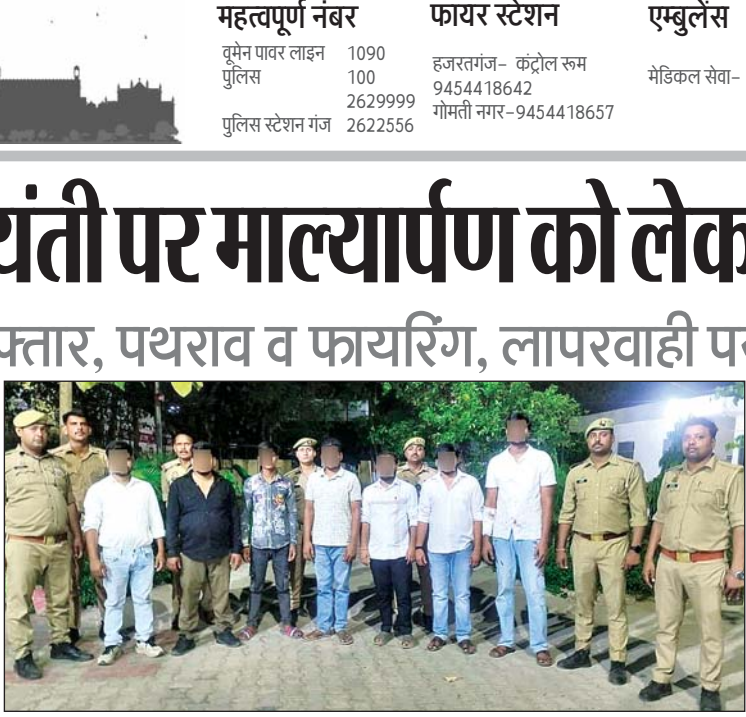 महत्वपूर्ण नंबर
वूमेन पावर लाइन 1090
पुलिस 100
2629999
पुलिस स्टेशन गंज 2622556
फायर स्टेशन
हजरतगंज- कंट्रोल रूम
9454418642
गोमती नगर-9454418657
एम्बुलेंस
मेडिकल सेवा-
यंती पर माल्यार्पण को लेक
फ्तार, पथराव व फायरिंग, लापरवाही पर